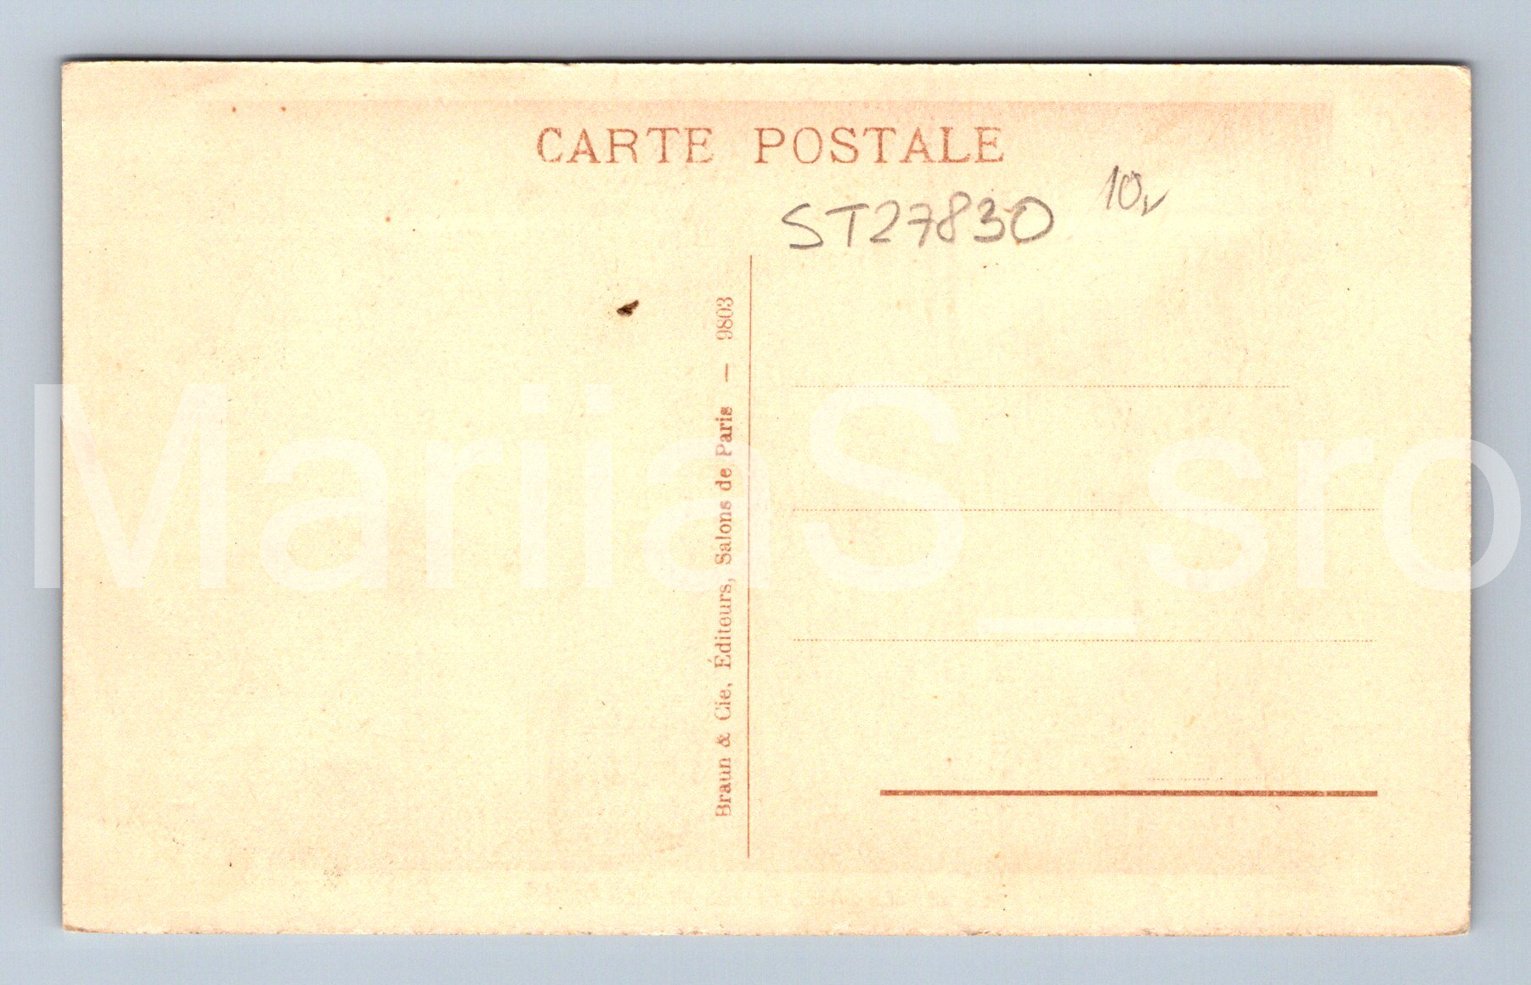 CARTE POSTALE
ST27830
10
Braun & Cie, Éditeurs, Salons de Paris — 9803
MariiaS_sro